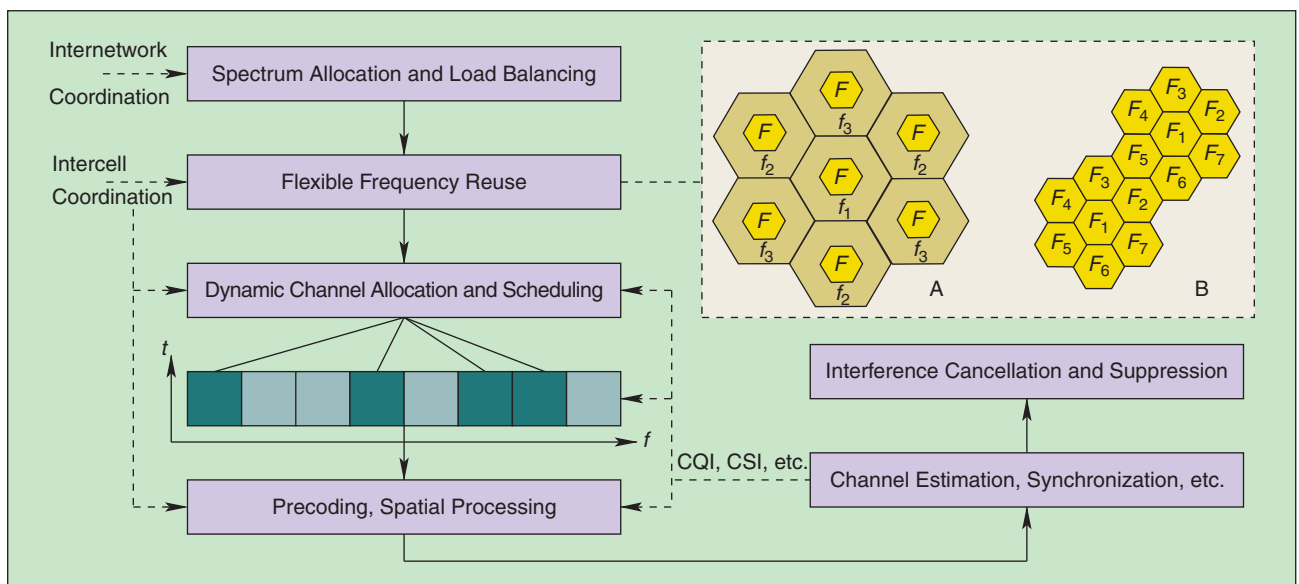 Internetwork
Coordination
Spectrum Allocation and Load Balancing
Intercell
Coordination
Flexible Frequency Reuse
Dynamic Channel Allocation and Scheduling
t
f
Precoding, Spatial Processing
CQI, CSI, etc.
Channel Estimation, Synchronization, etc.
Interference Cancellation and Suppression
F
f3
F
f2
F
f2
F
f1
F
f3
F
f3
F
f2
A
F3
F4
F2
F1
F5
F7
F6
F3
F2
F4
F1
F5
F7
F6
B